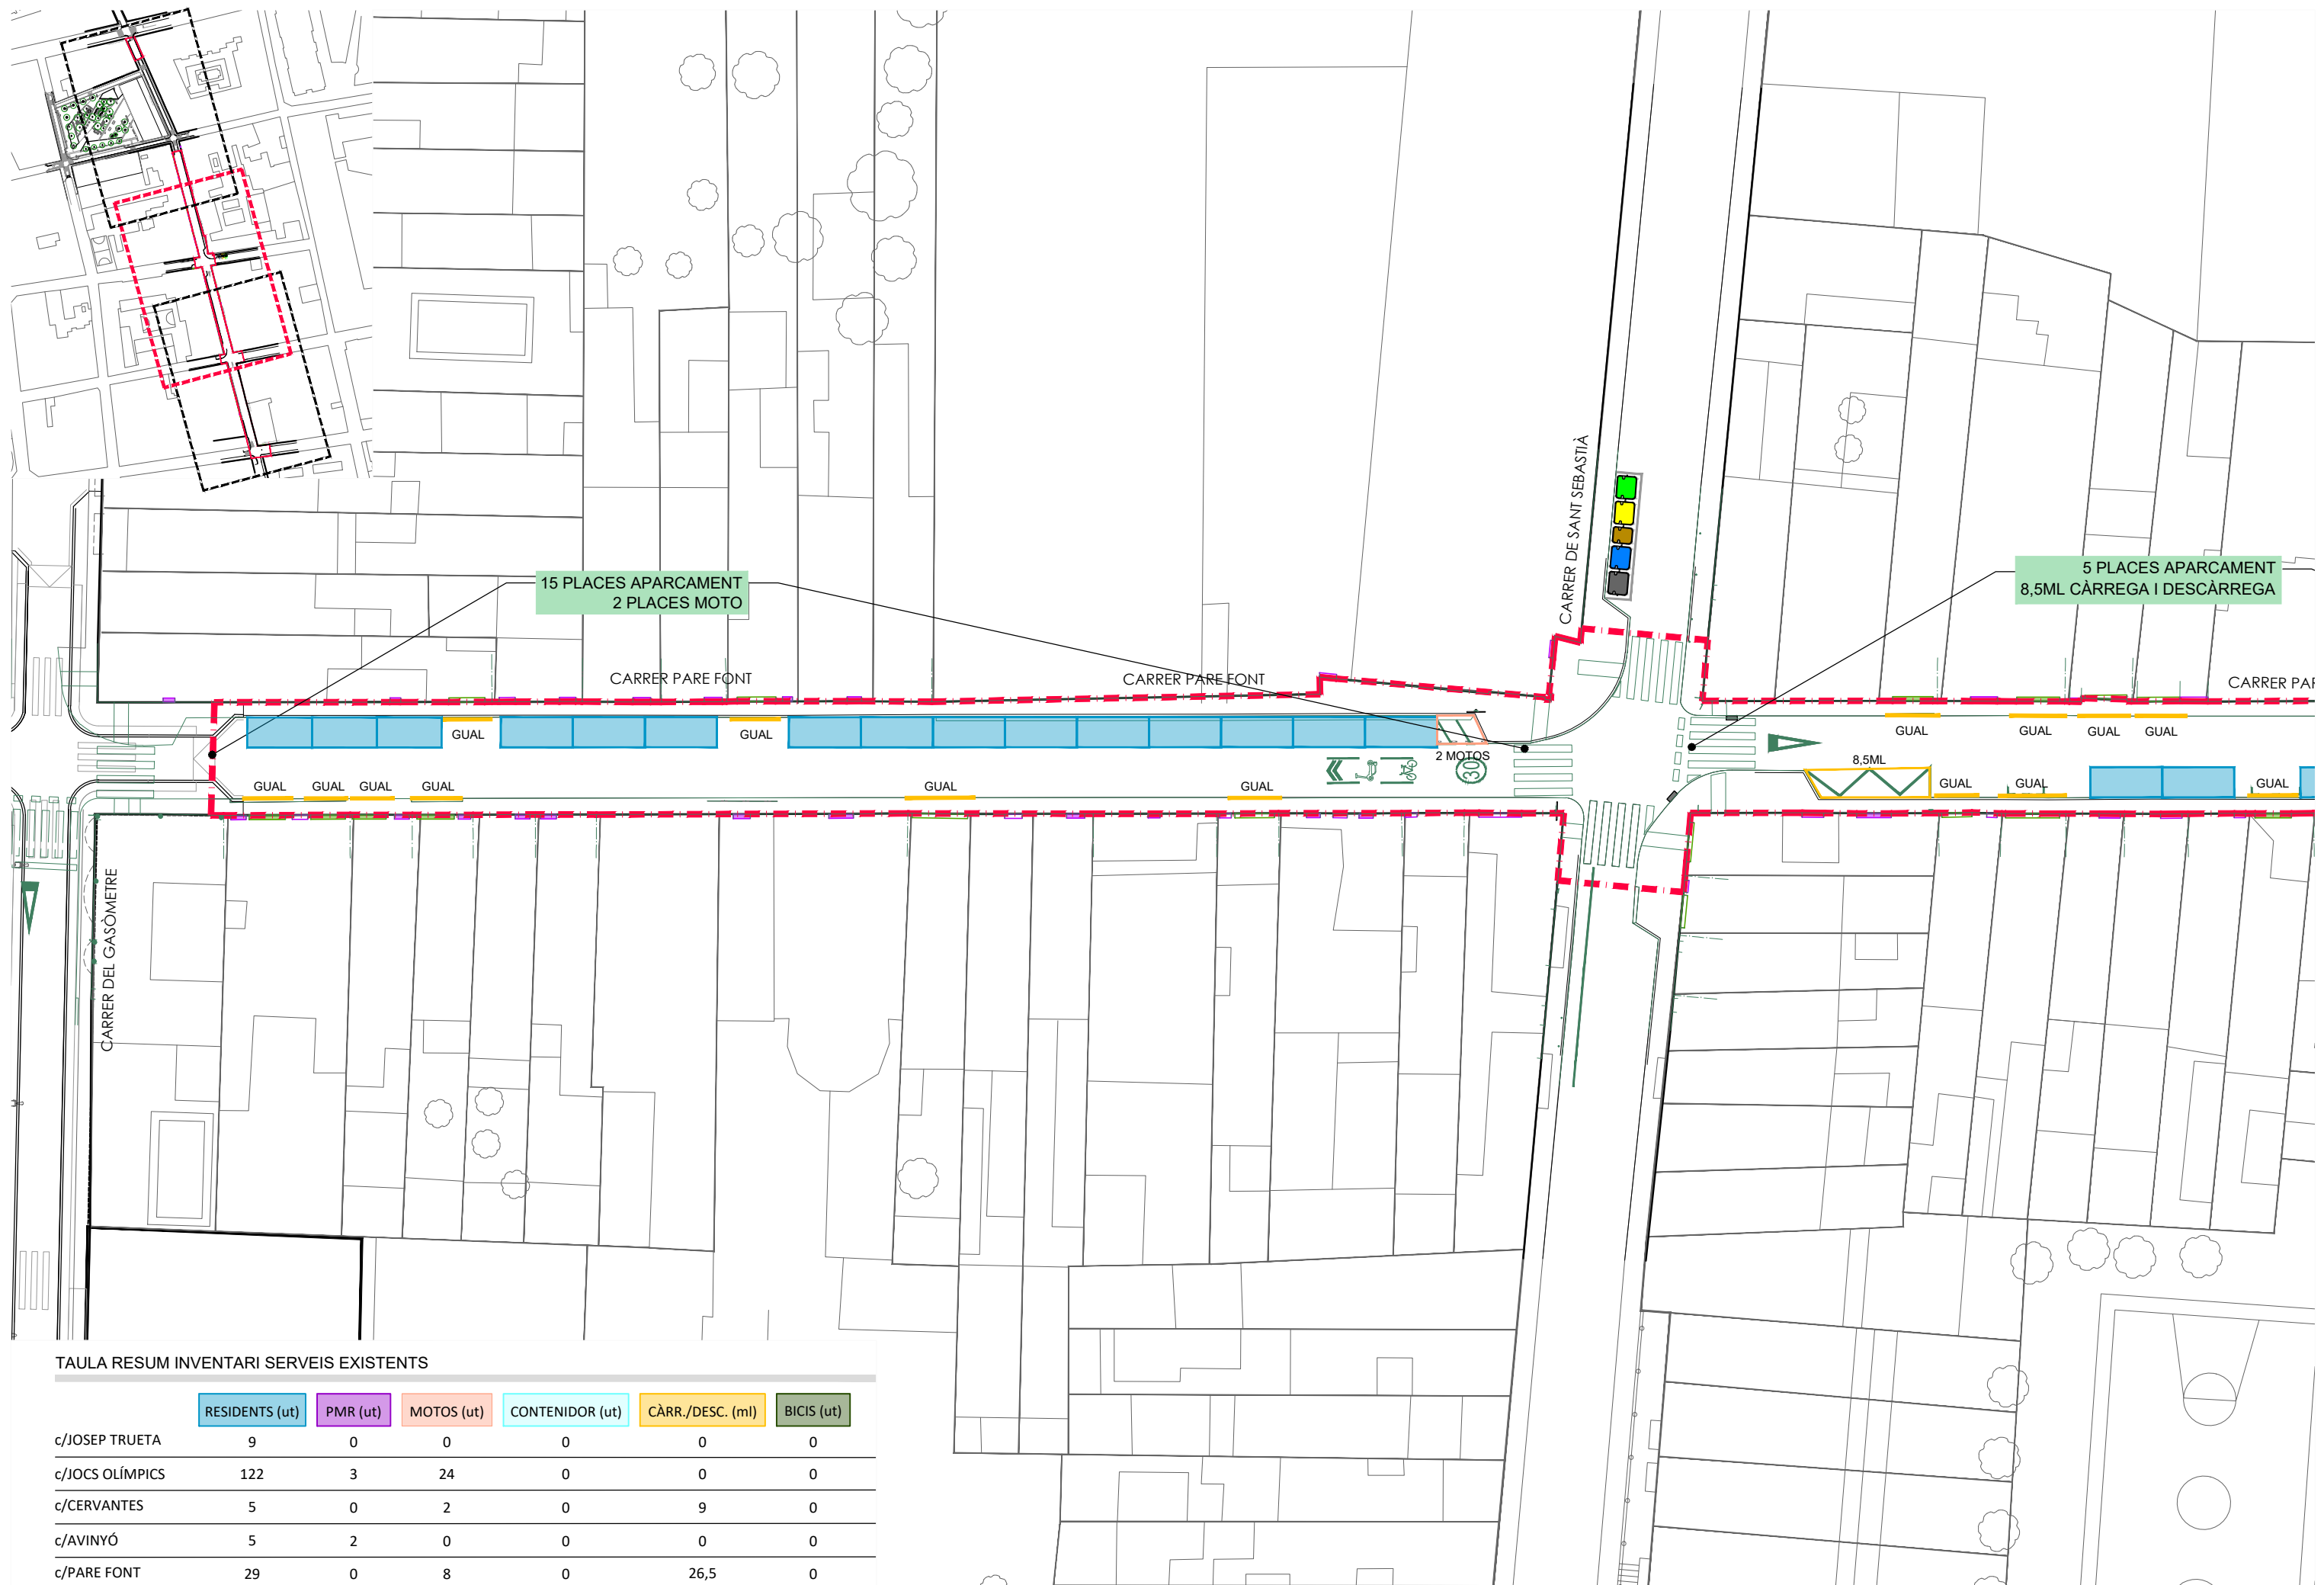 CARRER DE SANT SEBASTIÀ
15 PLACES APARCAMENT
2 PLACES MOTO
5 PLACES APARCAMENT
8,5ML CÀRREGA I DESCÀRREGA
CARRER PARE FONT
CARRER PARE FONT
CARRER PAR
GUAL
GUAL
GUAL
GUAL
GUAL
GUAL
2 MOTOS
30
8,5ML
GUAL
GUAL
GUAL
GUAL
GUAL
GUAL
GUAL
GUAL
GUAL
CARRER DEL GASÒMETRE
TAULA RESUM INVENTARI SERVEIS EXISTENTS
RESIDENTS (ut) PMR (ut) MOTOS (ut) CONTENIDOR (ut) CÀRR./DESC. (ml) BICIS (ut)
c/JOSEP TRUETA 9 0 0 0 0 0
c/JOCS OLÍMPICS 122 3 24 0 0 0
c/CERVANTES 5 0 2 0 9 0
c/AVINYÓ 5 2 0 0 0 0
c/PARE FONT 29 0 8 0 26,5 0